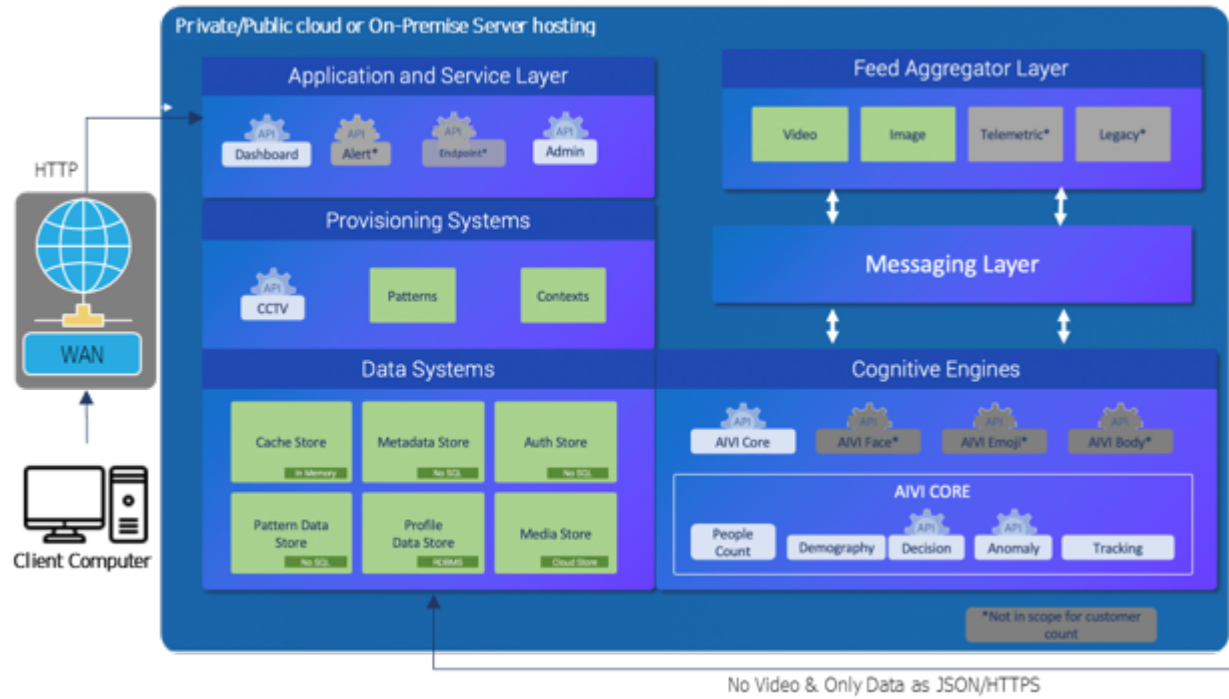 Private/Public cloud or On-Premise Server hosting
Application and Service Layer
API
Dashboard
API
Alert*
API
Endpoint*
API
Admin
Feed Aggregator Layer
Video
Image
Telemetric*
Legacy*
HTTP
WAN
Client Computer
Provisioning Systems
API
CCTV
Patterns
Contexts
Messaging Layer
Data Systems
Cache Store
In Memory
Metadata Store
No SQL
Auth Store
No SQL
Pattern Data
Store
No SQL
Profile
Data Store
RDBMS
Media Store
Cloud Store
Cognitive Engines
API
AIVI Core
API
AIVI Face*
API
AIVI Emoji*
API
AIVI Body*
AIVI CORE
People
Count
Demography
API
Decision
API
Anomaly
Tracking
*Not in scope for customer
count
No Video & Only Data as JSON/HTTPS